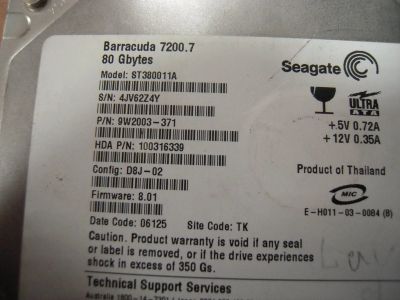 Barracuda 7200.7
80 Gbytes
Model: ST380011A
Seagate
S/N: 4JV62Z4Y
ULTRA
ATA
P/N: 9W2003-371
+.5V 0.72A
+12V 0.35A
HDA P/N: 100316339
Config: D8J-02
Product of Thailand
Firmware: 8.01
MIC
E-H011-03-0084 (B)
Date Code: 06125 Site Code: TK
Caution. Product warranty is void if any seal
or label is removed, or if the drive experiences
shock in excess of 350 Gs.
Technical Support Services